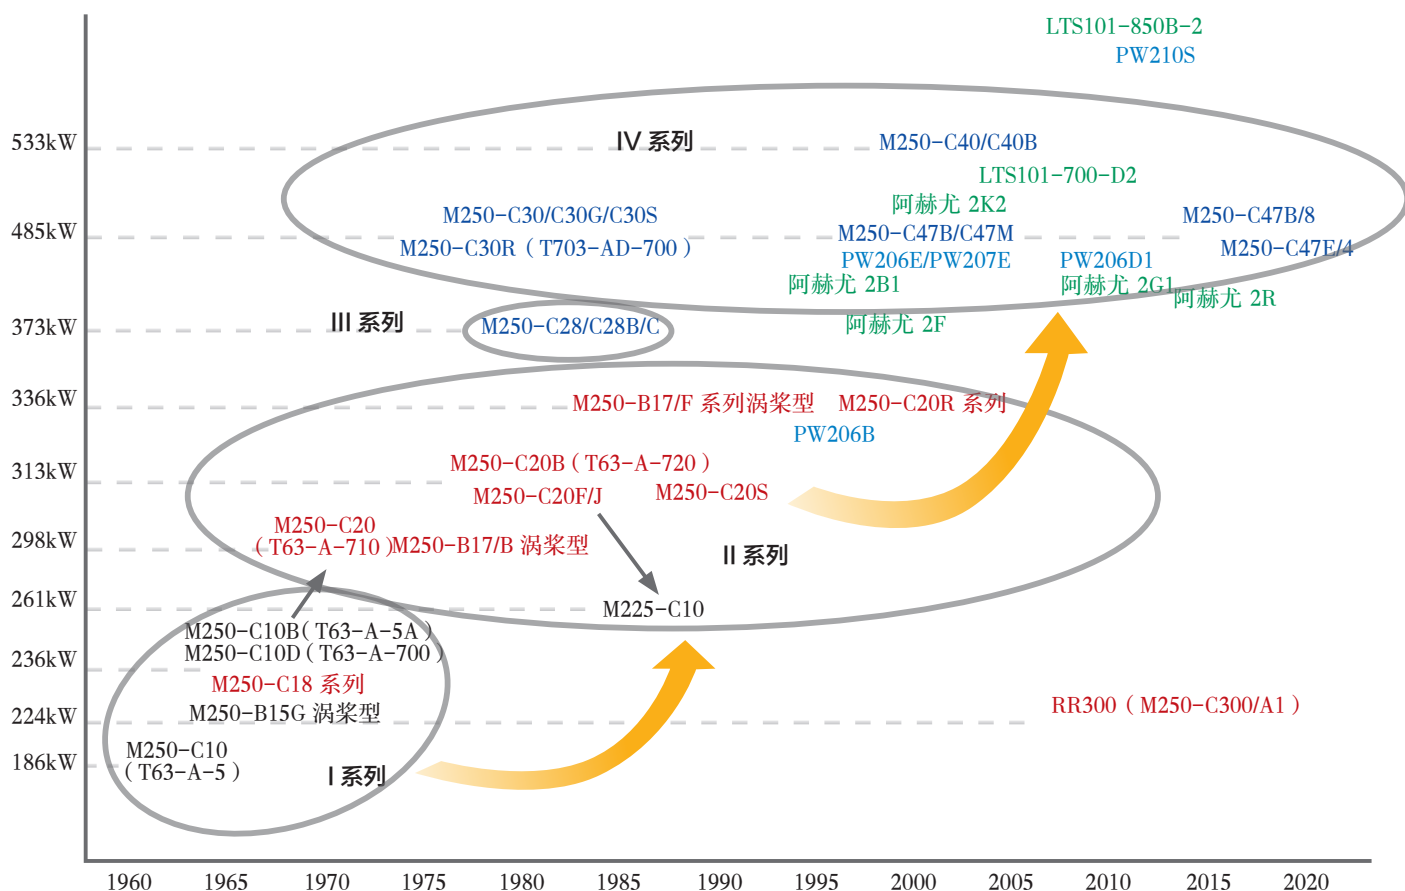 LTS101-850B-2
PW210S
533kW
IV 系列
M250-C40/C40B
LTS101-700-D2
阿赫尤 2K2
M250-C30/C30G/C30S
M250-C47B/8
485kW
M250-C47B/C47M
M250-C30R（T703-AD-700）
M250-C47E/4
PW206E/PW207E
PW206D1
阿赫尤 2B1
阿赫尤 2G1
阿赫尤 2R
373kW
III 系列
M250-C28/C28B/C
阿赫尤 2F
336kW
M250-B17/F 系列涡桨型
M250-C20R 系列
PW206B
313kW
M250-C20B（T63-A-720）
M250-C20F/J
M250-C20S
M250-C20
（T63-A-710）
298kW
M250-B17/B 涡桨型
II 系列
261kW
M225-C10
M250-C10B（T63-A-5A）
M250-C10D（T63-A-700）
236kW
M250-C18 系列
224kW
M250-B15G 涡桨型
RR300（M250-C300/A1）
186kW
M250-C10
（T63-A-5）
I 系列
1960 1965 1970 1975 1980 1985 1990 1995 2000 2005 2010 2015 2020